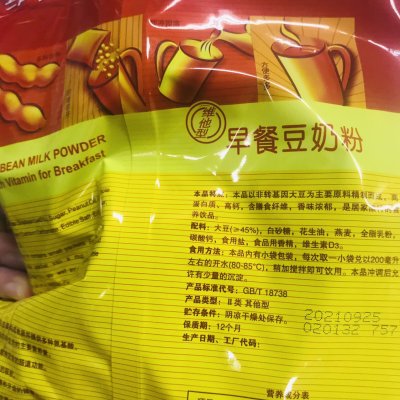 维他型
早餐豆奶粉
BEAN MILK POWDER
th Vitamin for Breakfast
本品特点：本品以非转基因大豆为主要原料精制而成，
蛋白质、高钙，含膳食纤维，香味浓郁，是居家
养饮品。
配料：大豆(≥45%)，白砂糖，花生油，燕麦，全脂乳粉，
碳酸钙，食用盐，食品用香精，维生素D₃。
食用方法：本品内有小袋包装，每次取一小袋兑以200毫升
左右的开水(80-85℃)，精加搅拌即可饮用。本品冲调后允
许有少量的沉淀。
产品标准代号：GB/T 18738
产品类型：Ⅱ类 其他型
贮存条件：阴凉干燥处保存。
保质期：12个月
生产日期、工厂代码：
20210925
020132 757
Sugar, Peanut Oil,
Edible Salt,
营养成分表